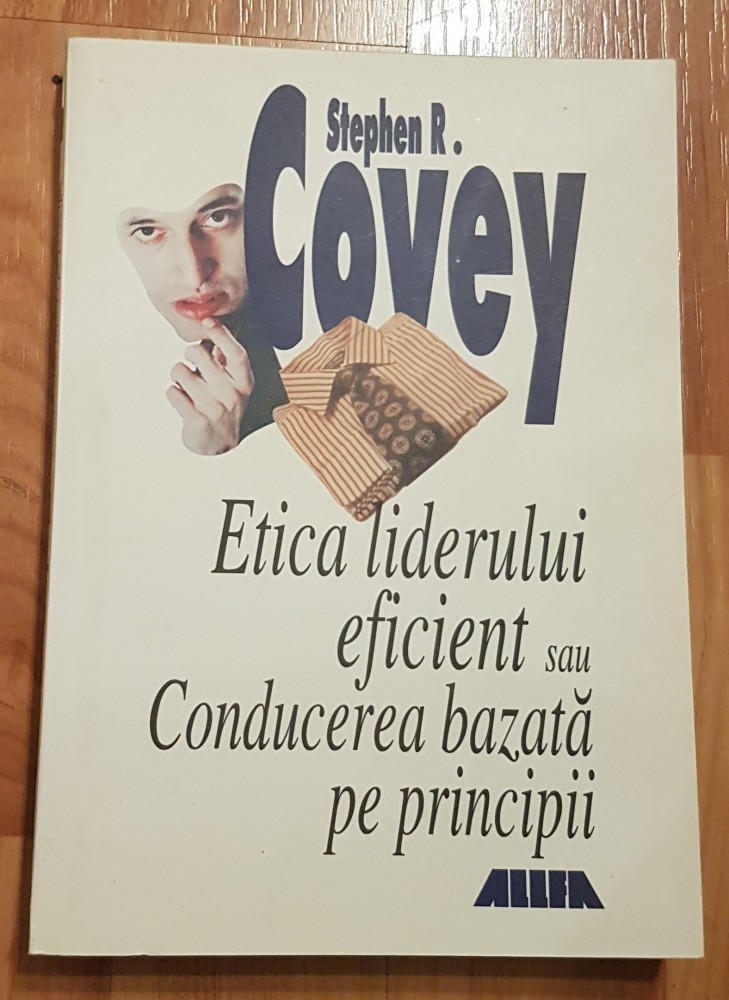 Stephen R.
Covey
Etica liderului
eficient sau
Conducerea bazată
pe principii
ALLFA